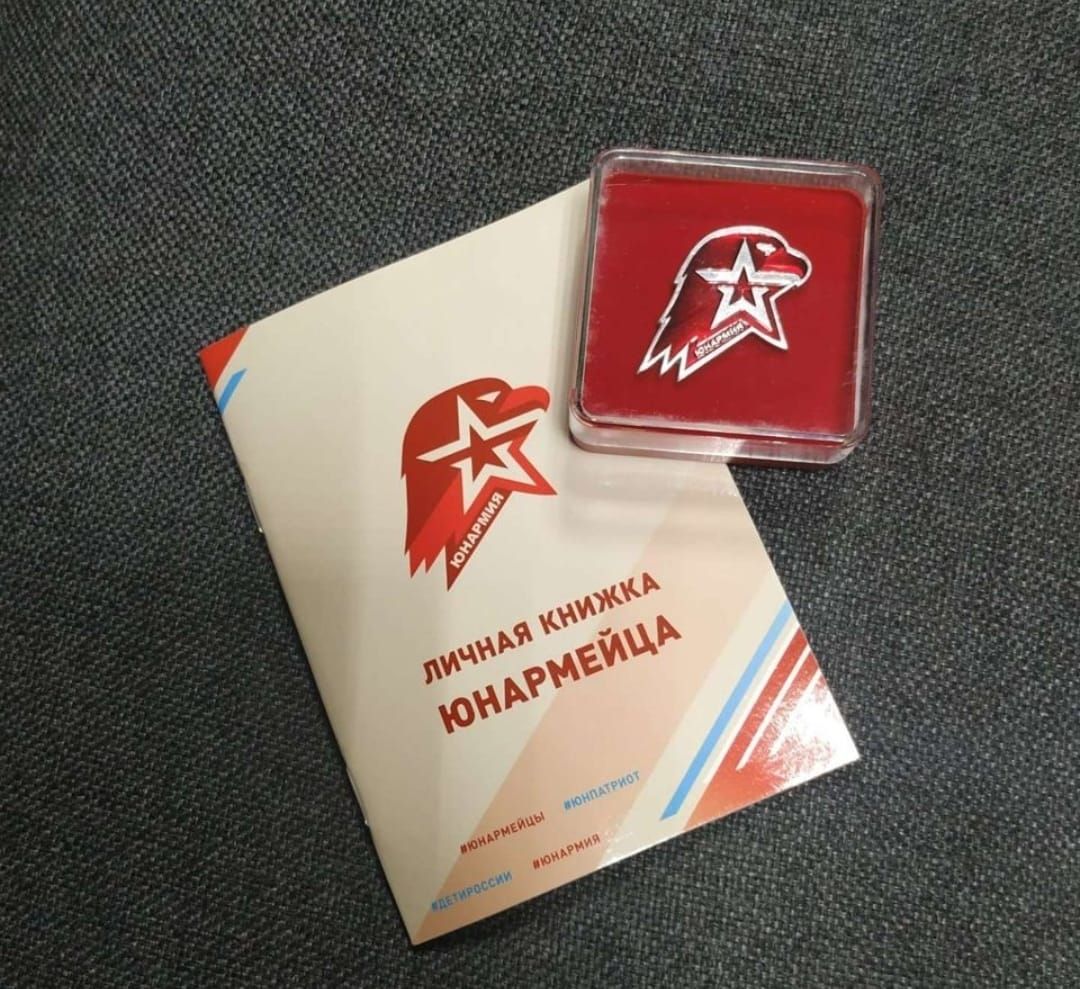 ЮНАРМИЯ
ЮНАРМИЯ
ЛИЧНАЯ КНИЖКА
ЮНАРМЕЙЦА
#ЮНАРМЕЙЦЫ #ЮНПАТРИОТ
#ДЕТИРОССИИ #ЮНАРМИЯ